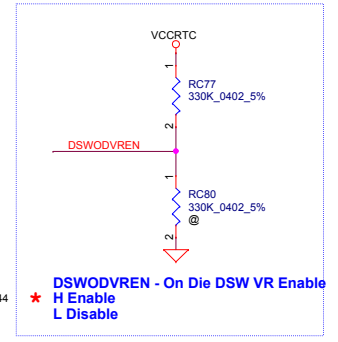 VCCRTC
1
RC77
330K_0402_5%
2
DSWODVREN
1
RC80
330K_0402_5%
@
2
DSWODVREN - On Die DSW VR Enable
* H Enable
L Disable